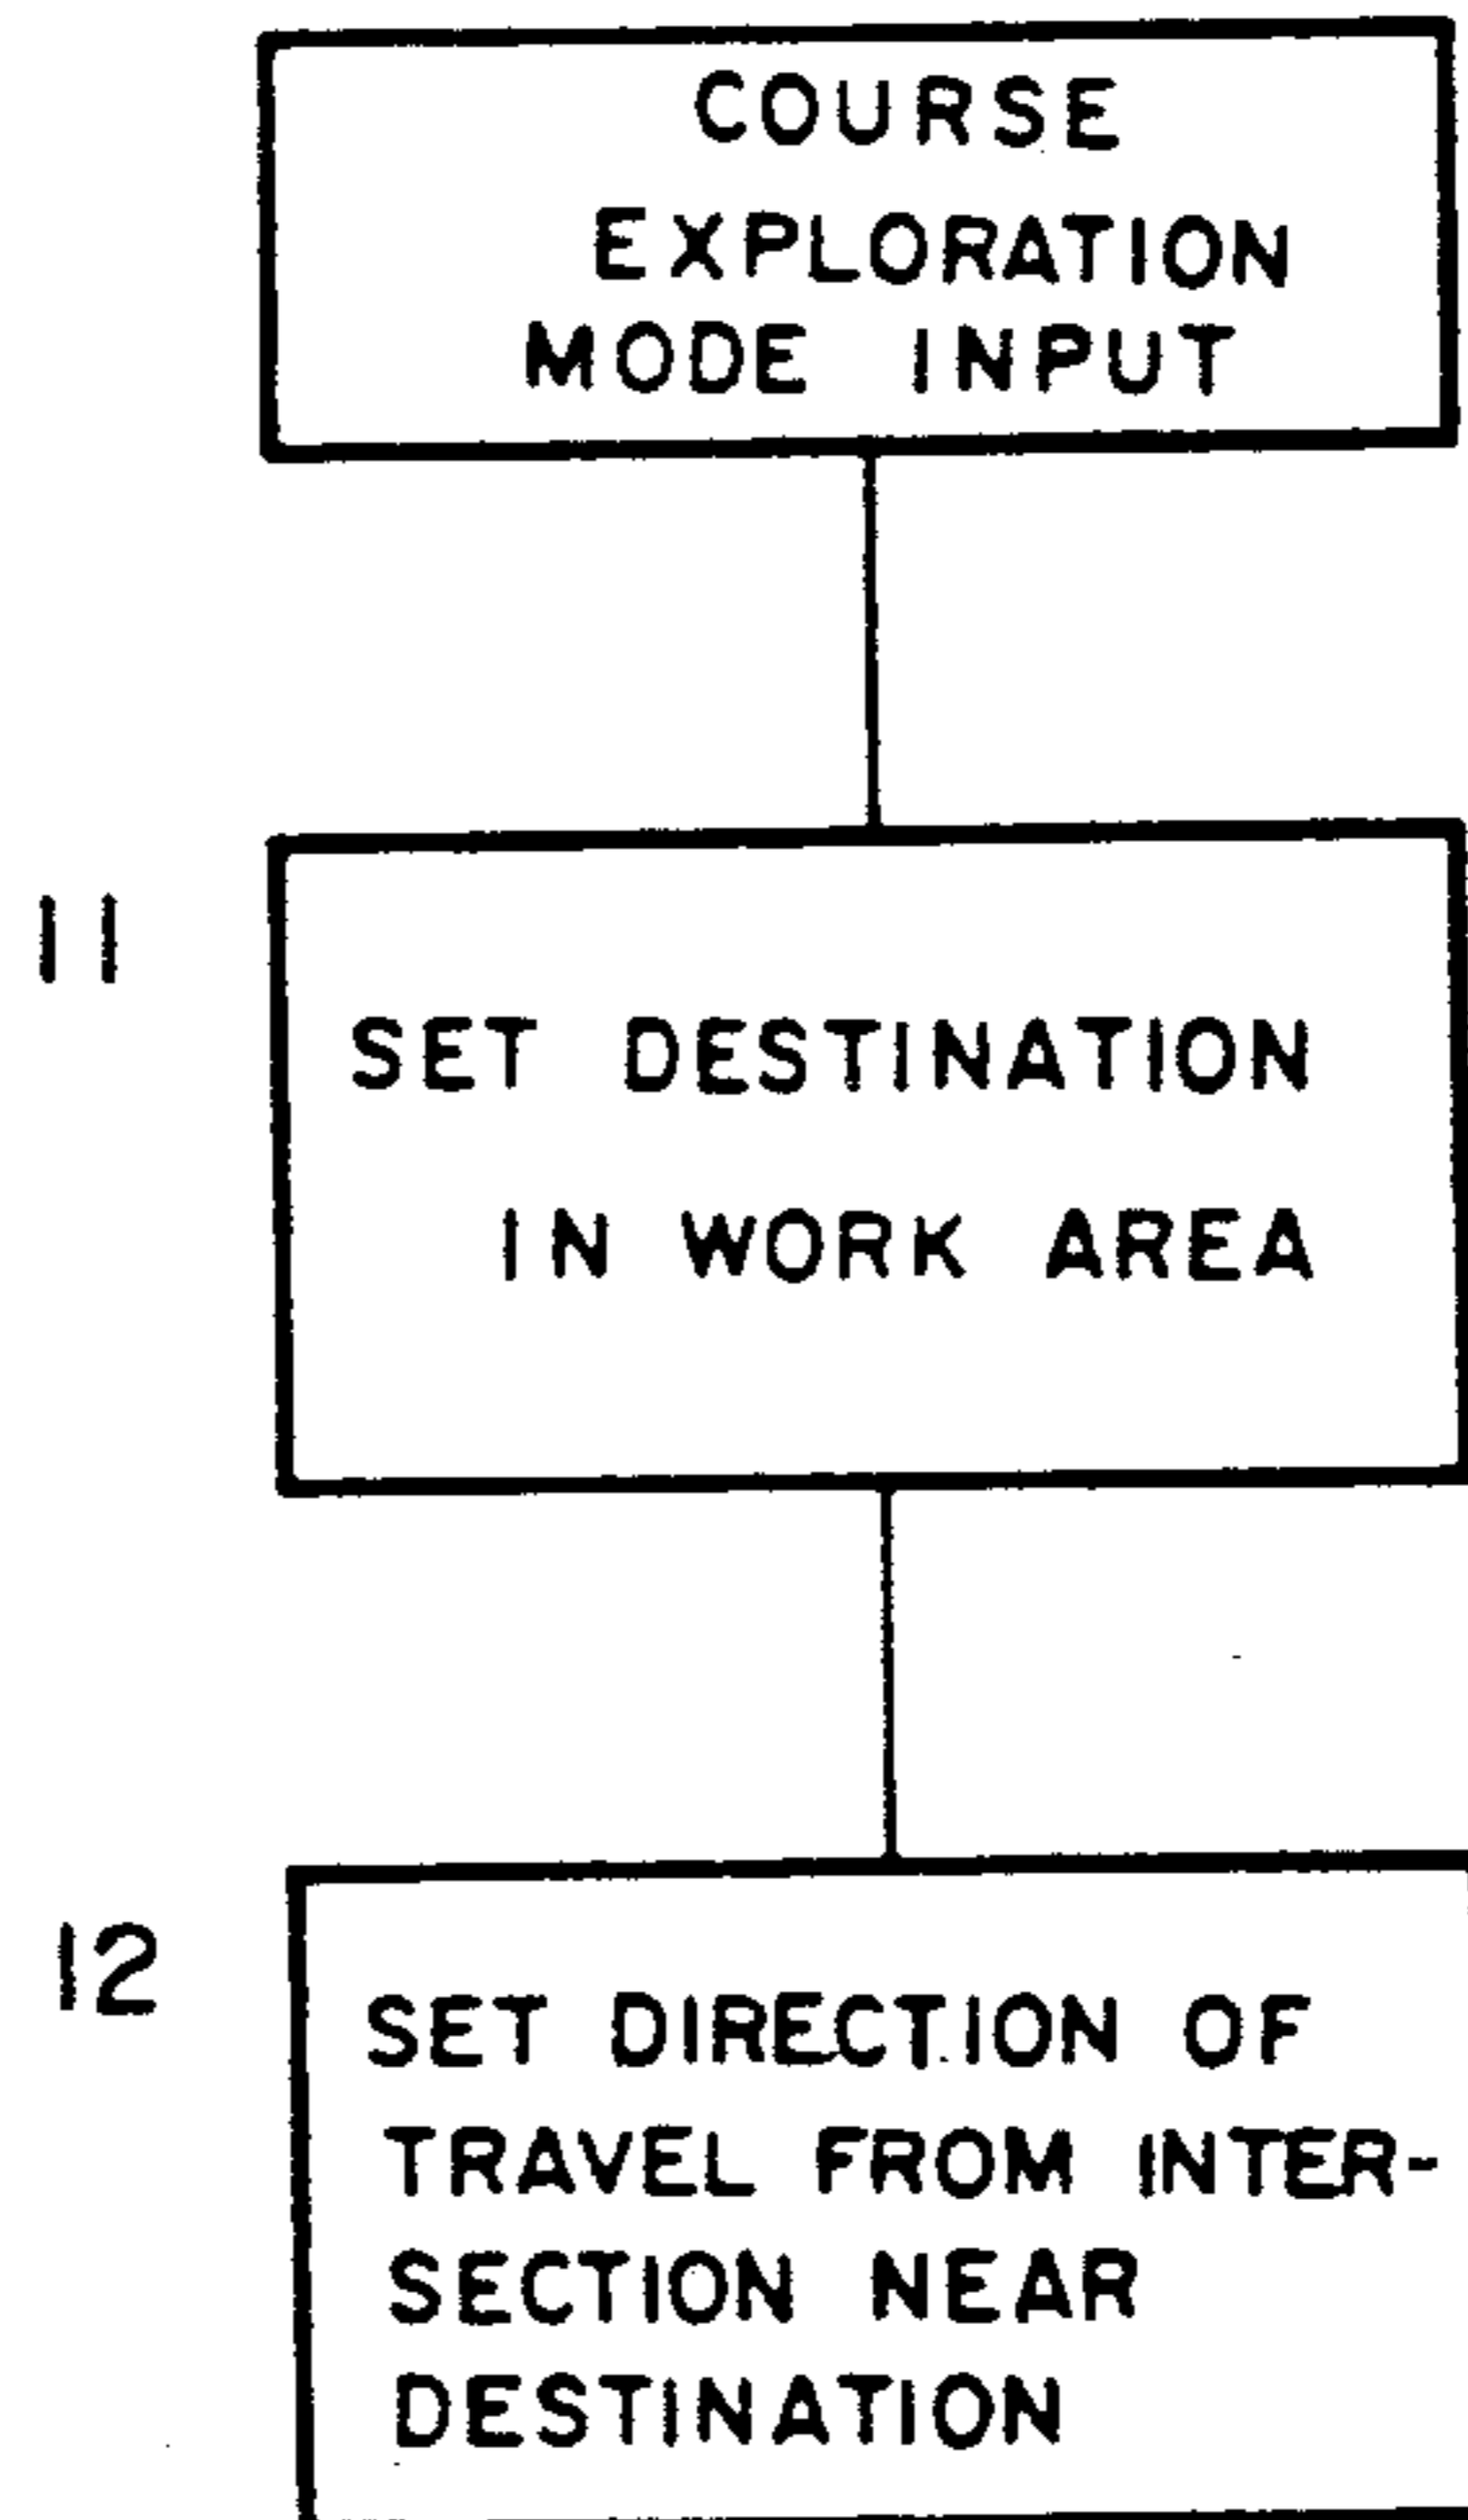 COURSE
EXPLORATION
MODE INPUT
11
SET DESTINATION
IN WORK AREA
12
SET DIRECTION OF
TRAVEL FROM INTER-
SECTION NEAR
DESTINATION